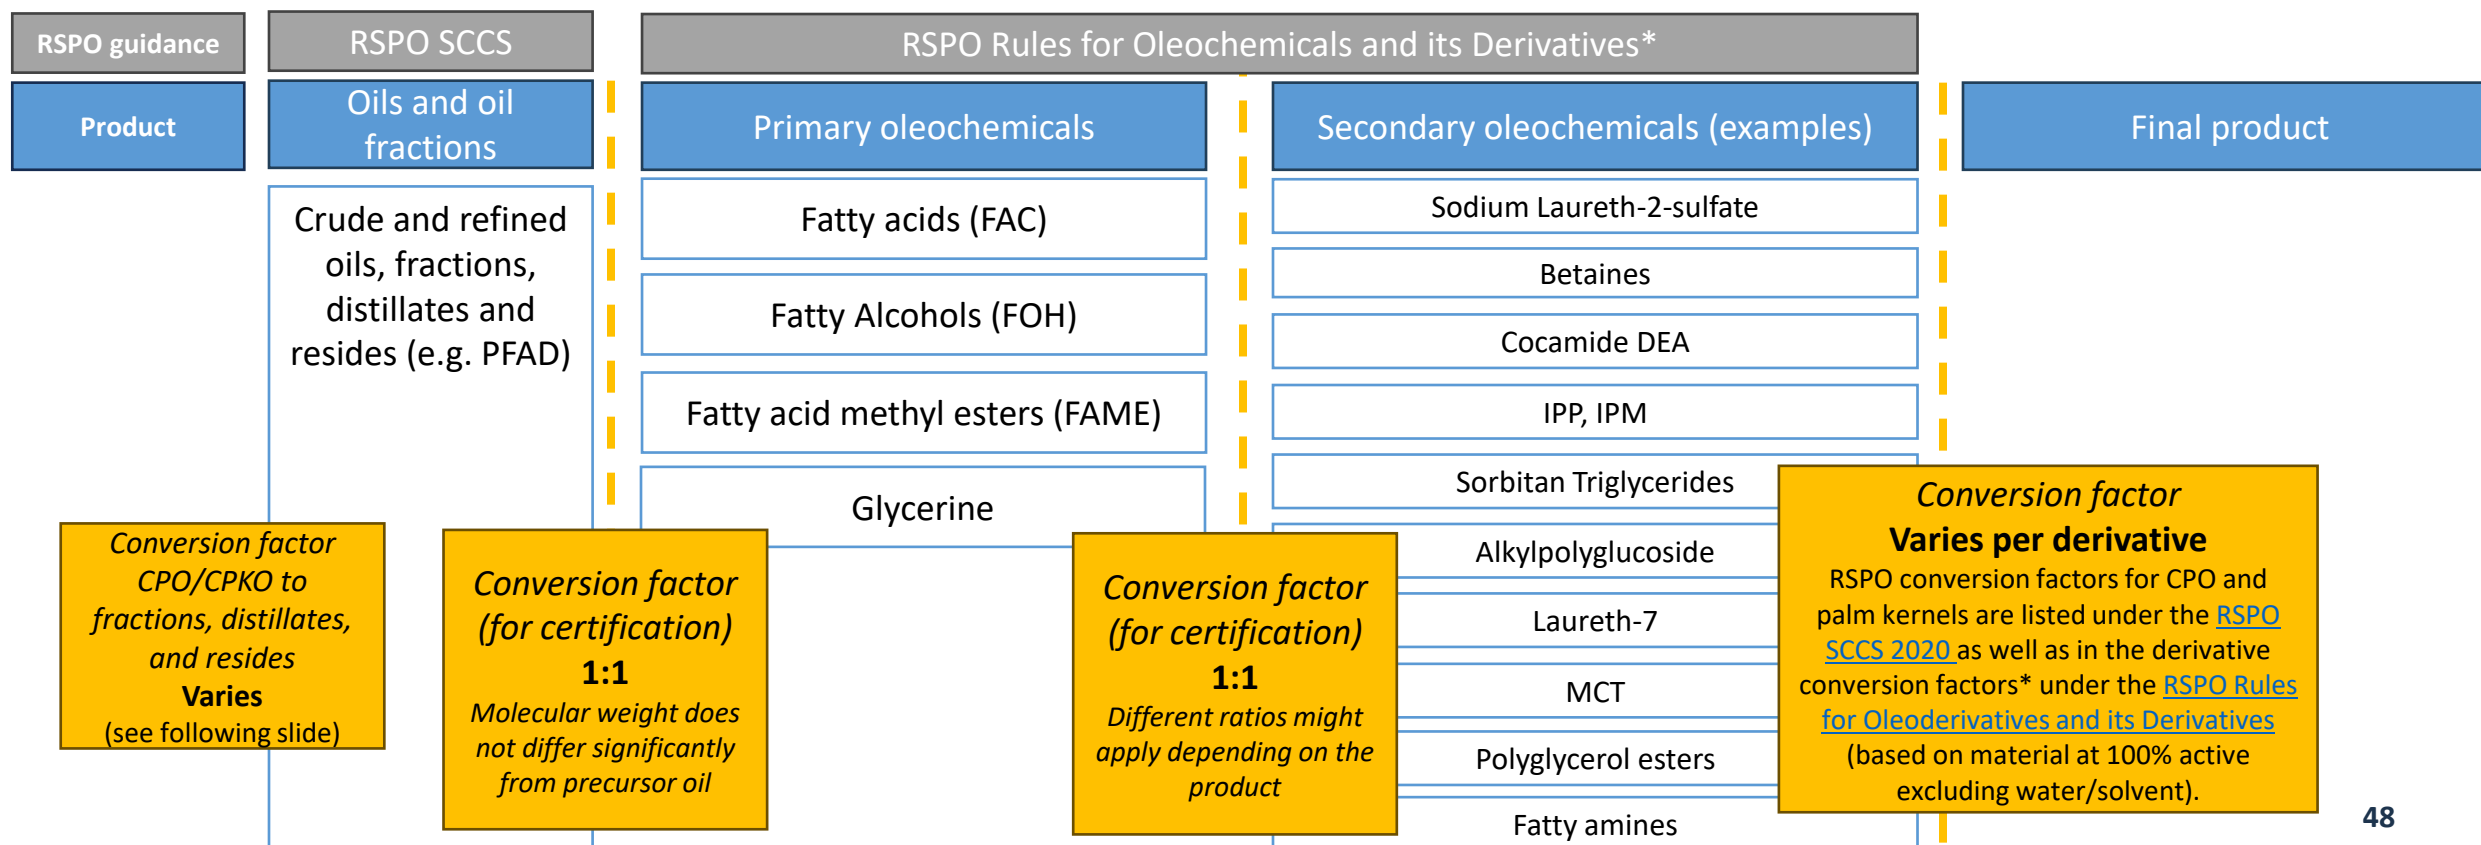 RSPO guidance
RSPO SCCS
RSPO Rules for Oleochemicals and its Derivatives*
Product
Oils and oil
fractions
Primary oleochemicals
Secondary oleochemicals (examples)
Final product
Crude and refined
oils, fractions,
distillates and
resides (e.g. PFAD)
Fatty acids (FAC)
Fatty Alcohols (FOH)
Fatty acid methyl esters (FAME)
Glycerine
Sodium Laureth-2-sulfate
Betaines
Cocamide DEA
IPP, IPM
Sorbitan Triglycerides
Alkylpolyglucoside
Laureth-7
MCT
Polyglycerol esters
Fatty amines
Conversion factor
CPO/CPKO to
fractions, distillates,
and resides
Varies
(see following slide)
Conversion factor
(for certification)
1:1
Molecular weight does
not differ significantly
from precursor oil
Conversion factor
(for certification)
1:1
Different ratios might
apply depending on the
product
Conversion factor
Varies per derivative
RSPO conversion factors for CPO and
palm kernels are listed under the RSPO
SCCS 2020 as well as in the derivative
conversion factors* under the RSPO Rules
for Oleoderivatives and its Derivatives
(based on material at 100% active
excluding water/solvent).
48